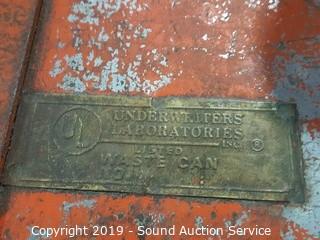 UNDERWRITERS
LABORATORIES
INC. ®
LISTED
WASTE CAN
Copyright 2019 - Sound Auction Service